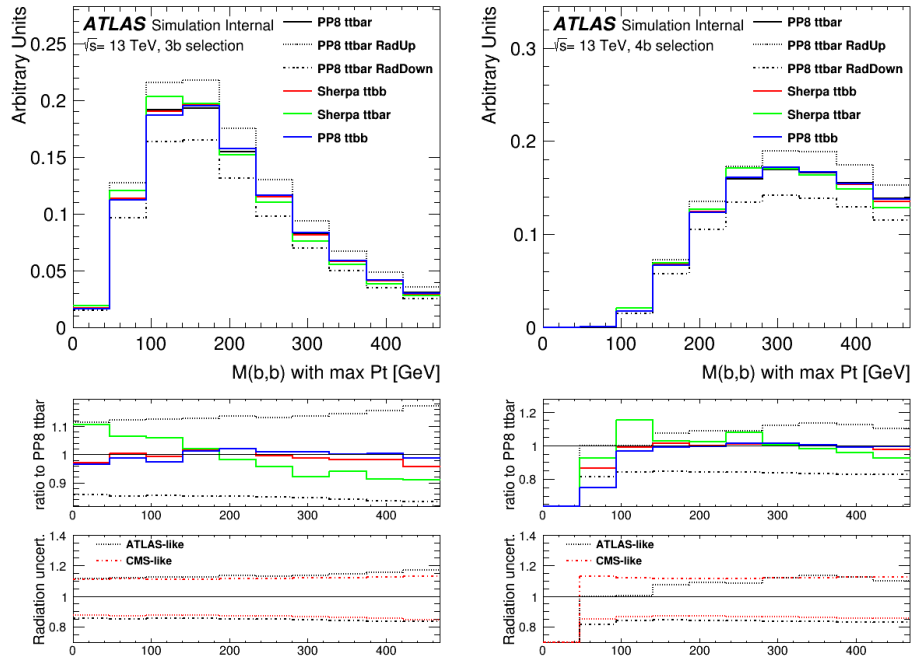 ATLAS Simulation Internal
√s= 13 TeV, 3b selection
PP8 ttbar
PP8 ttbar RadUp
PP8 ttbar RadDown
Sherpa ttbb
Sherpa ttbar
PP8 ttbb
Arbitrary Units
0.25
0.2
0.15
0.1
0.05
0
0 100 200 300 400
M(b,b) with max Pt [GeV]
ratio to PP8 ttbar
1.1
1
0.9
0 100 200 300 400
Radiation uncert.
ATLAS-like
CMS-like
1.4
1.2
1
0.8
0.7
0 100 200 300 400
ATLAS Simulation Internal
√s= 13 TeV, 4b selection
PP8 ttbar
PP8 ttbar RadUp
PP8 ttbar RadDown
Sherpa ttbb
Sherpa ttbar
PP8 ttbb
Arbitrary Units
0.3
0.2
0.1
0
0 100 200 300 400
M(b,b) with max Pt [GeV]
ratio to PP8 ttbar
1.2
1
0.8
0 100 200 300 400
Radiation uncert.
ATLAS-like
CMS-like
1.4
1.2
1
0.8
0.7
0 100 200 300 400